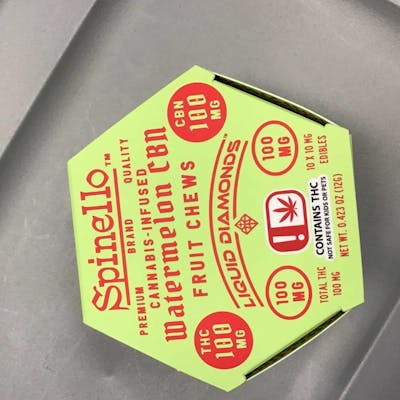 Spinello™
PREMIUM BRAND QUALITY
CANNABIS-INFUSED
Watermelon CBN
FRUIT CHEWS
LIQUID DIAMONDS™
THC
100
MG
CBN
100
MG
100
MG
TOTAL THC
100 MG
!
CONTAINS THC
NOT SAFE FOR KIDS OR PETS
NET WT. 0.423 OZ (12G)
100
MG
10 X 10 MG
EDIBLES